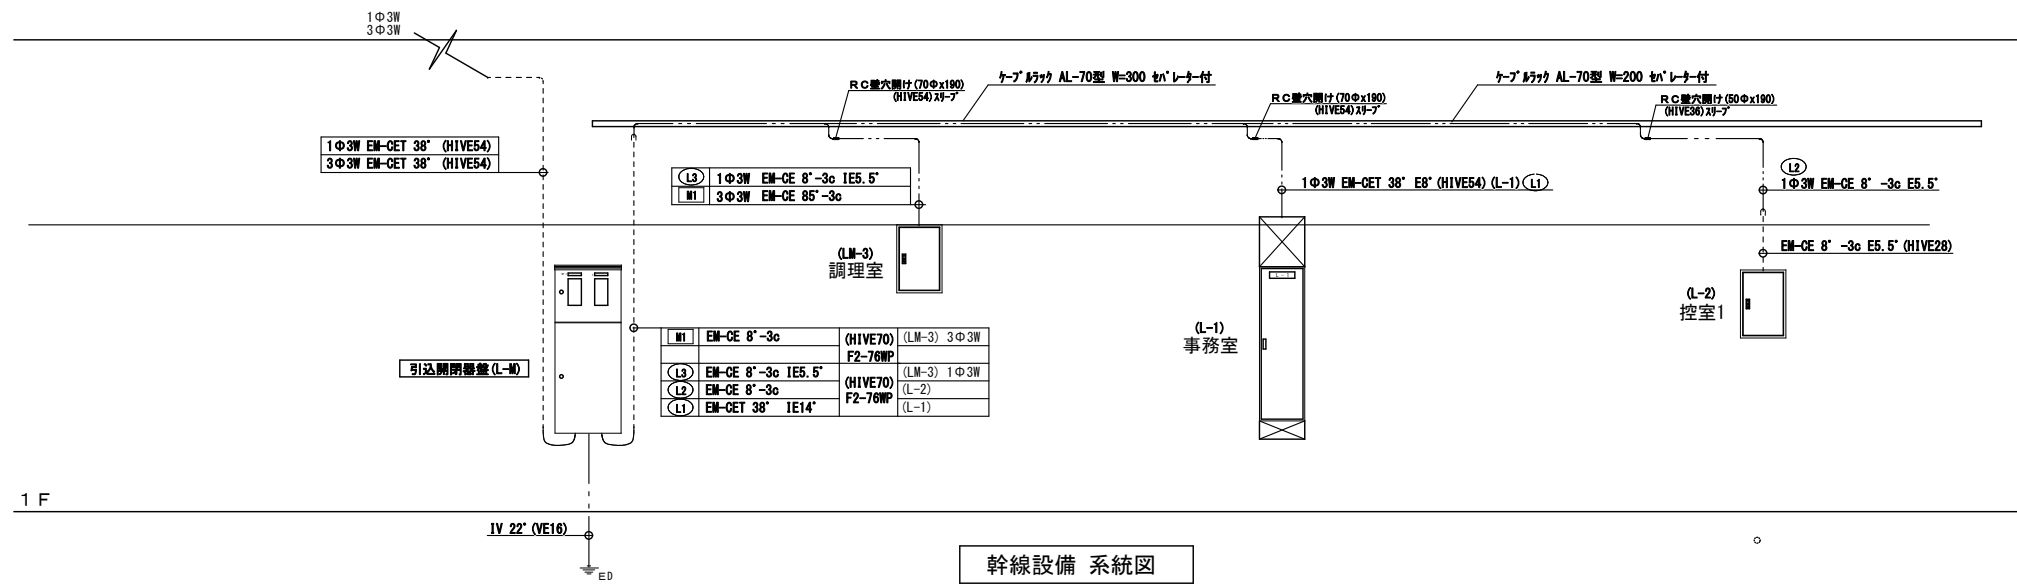 1Φ3W
3Φ3W
RC壁穴開け(70Φx190)
(HIVE54)スリーブ
ケーブルラック AL-70型 W=300 セパレーター付
RC壁穴開け(70Φx190)
(HIVE54)スリーブ
ケーブルラック AL-70型 W=200 セパレーター付
RC壁穴開け(50Φx190)
(HIVE36)スリーブ
1Φ3W EM-CET 38° (HIVE54)
3Φ3W EM-CET 38° (HIVE54)
L3 1Φ3W EM-CE 8°-3c IE5.5°
M1 3Φ3W EM-CE 85°-3c
1Φ3W EM-CET 38° E8°(HIVE54)(L-1) L1
L2
1Φ3W EM-CE 8° -3c E5.5°
EM-CE 8° -3c E5.5°(HIVE28)
(LM-3)
調理室
L-1
(L-1)
事務室
(L-2)
控室1
引込開閉器盤(L-M)
M1 EM-CE 8°-3c (HIVE70) (LM-3) 3Φ3W
F2-76WP
L3 EM-CE 8°-3c IE5.5° (LM-3) 1Φ3W
L2 EM-CE 8°-3c (HIVE70) (L-2)
L1 EM-CET 38° IE14° F2-76WP (L-1)
1F
IV 22°(VE16)
ED
幹線設備 系統図